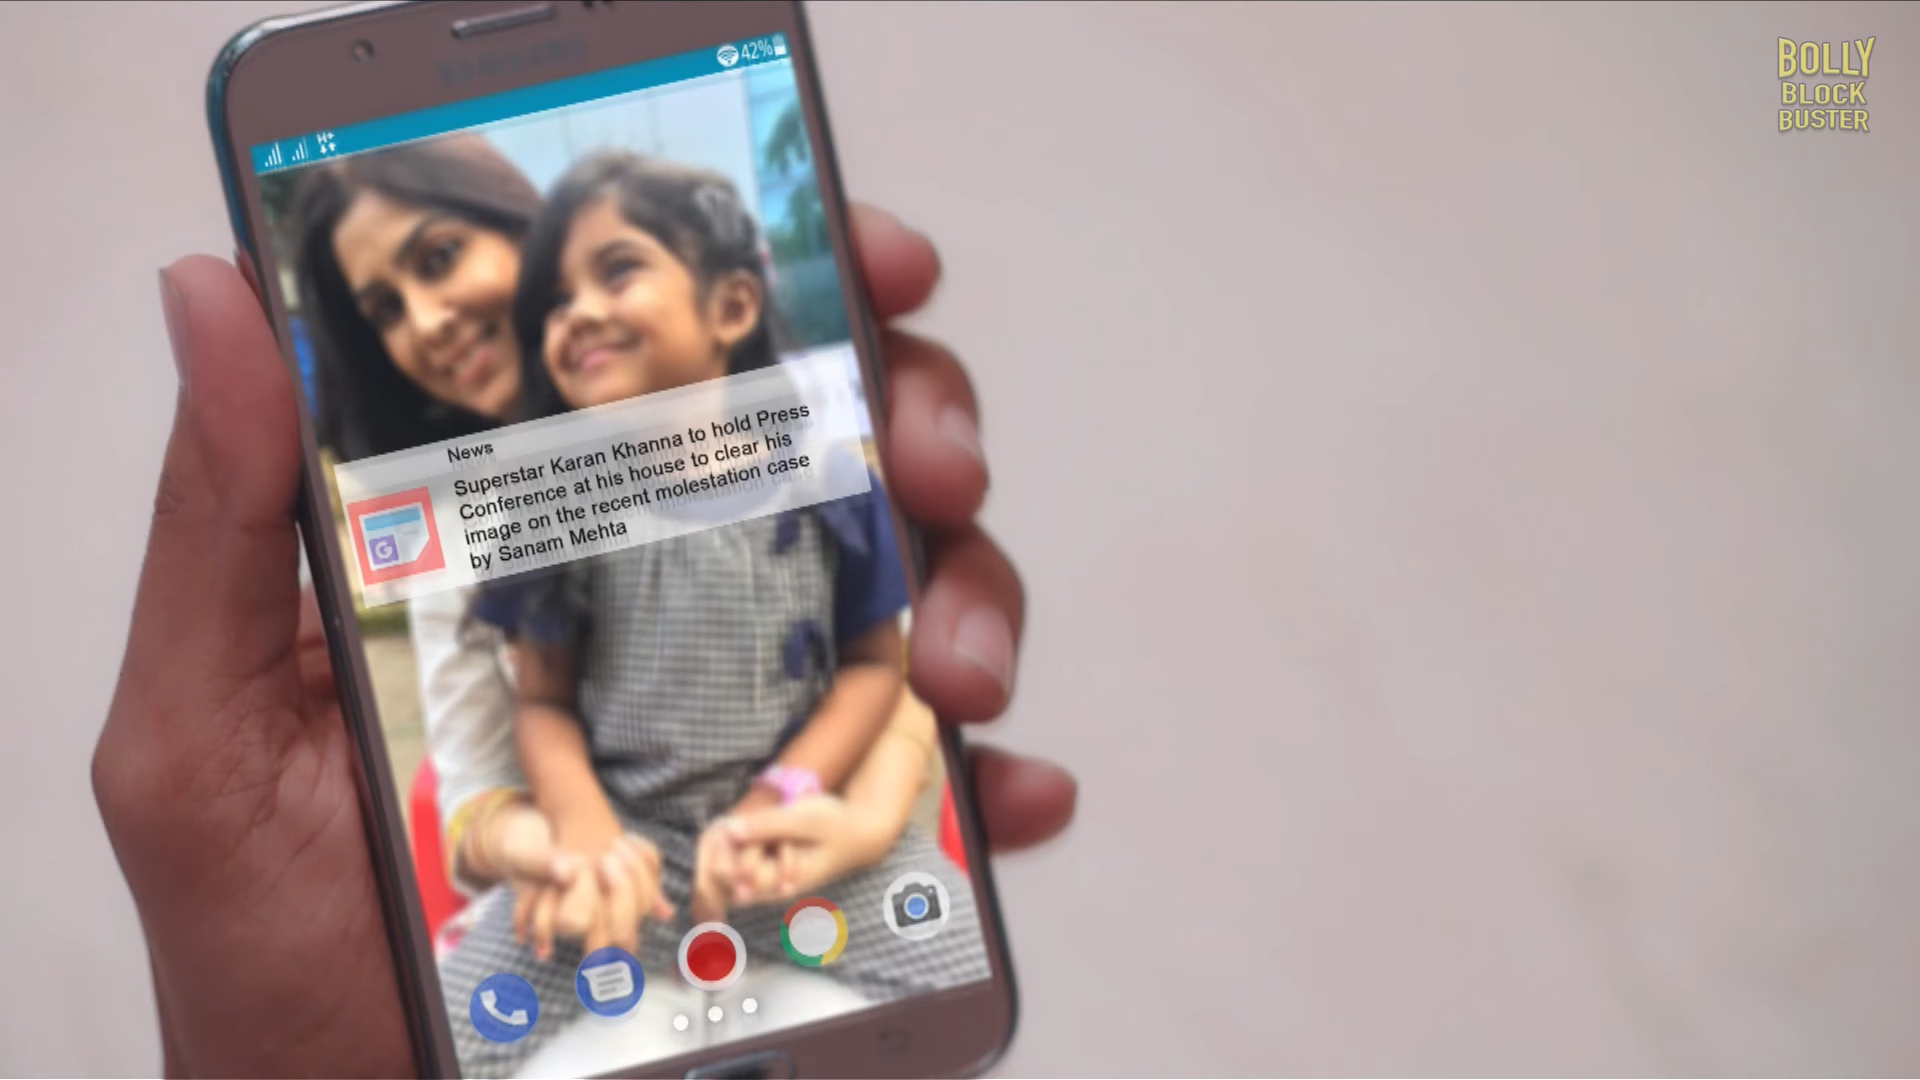 BOLLY
BLOCK
BUSTER
SAMSUNG
42%
H+
News
Superstar Karan Khanna to hold Press
Conference at his house to clear his
image on the recent molestation case
by Sanam Mehta
G